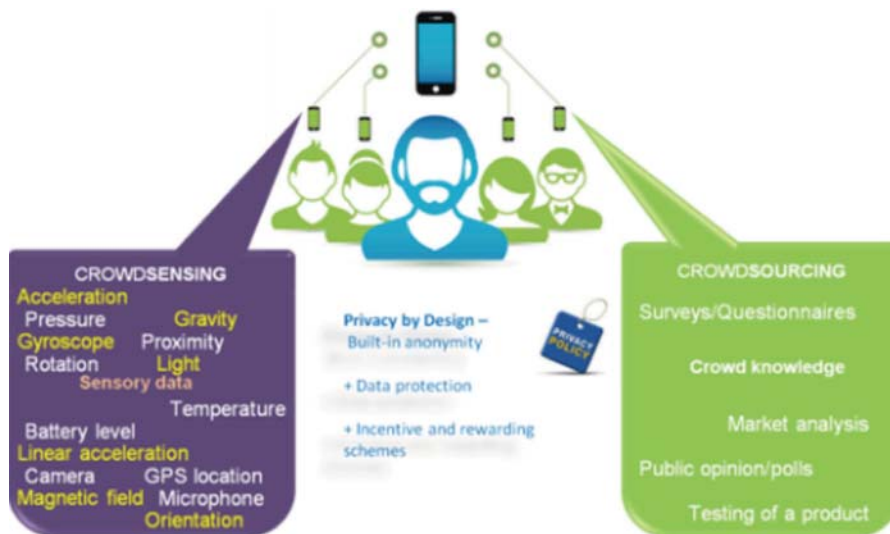 CROWDSENSING
Acceleration
Pressure Gravity
Gyroscope Proximity
Rotation Light
Sensory data
Temperature
Battery level
Linear acceleration
Camera GPS location
Magnetic field Microphone
Orientation
Privacy by Design –
Built-in anonymity
+ Data protection
+ Incentive and rewarding
schemes
PRIVACY
POLICY
CROWDSOURCING
Surveys/Questionnaires
Crowd knowledge
Market analysis
Public opinion/polls
Testing of a product